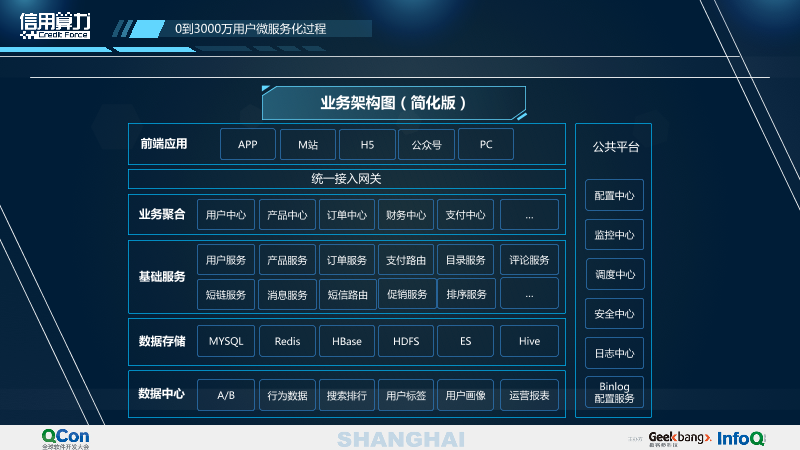 信用算力
Credit Force
0到3000万用户微服务化过程
业务架构图（简化版）
前端应用
APP
M站
H5
公众号
PC
统一接入网关
业务聚合
用户中心
产品中心
订单中心
财务中心
支付中心
...
基础服务
用户服务
产品服务
订单服务
支付路由
目录服务
评论服务
短链服务
消息服务
短信路由
促销服务
排序服务
...
数据存储
MYSQL
Redis
HBase
HDFS
ES
Hive
数据中心
A/B
行为数据
搜索排行
用户标签
用户画像
运营报表
公共平台
配置中心
监控中心
调度中心
安全中心
日志中心
Binlog
配置服务
QCon
全球软件开发大会
SHANGHAI
Geekbang
极客邦科技
InfoQ